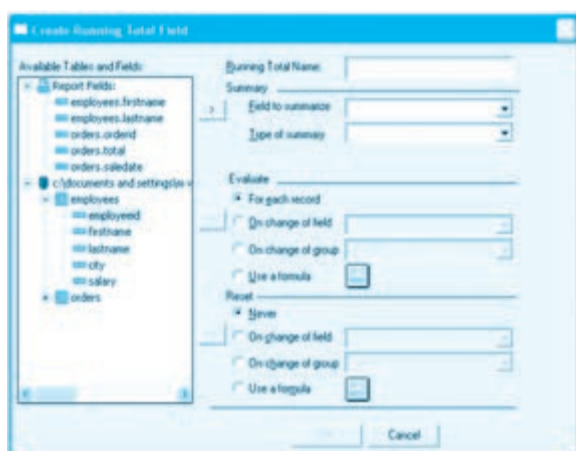 Create Running Total Field
Available Tables and Fields:
Report Fields:
employees.firstname
employees.lastname
orders.orderid
orders.total
orders.saledate
c:\documents and settings\
employees
employeeid
firstname
lastname
city
salary
orders
Running Total Name:
Summary
>
Field to summarize
Type of summary
Evaluate
For each record
On change of field
On change of group
Use a formula
Reset
Never
On change of field
On change of group
Use a formula
Cancel